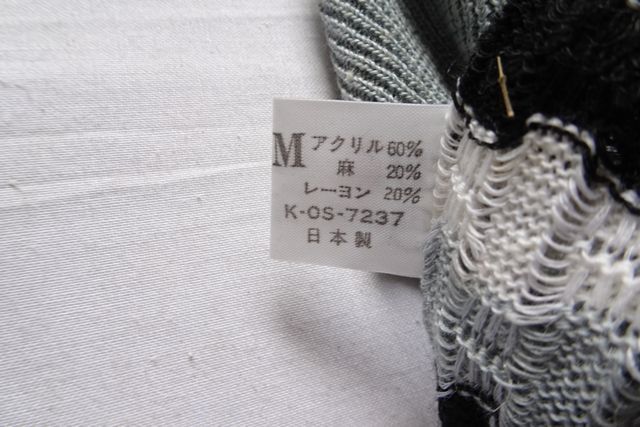 M アクリル 60%
麻 20%
レーヨン 20%
K-OS-7237
日本製